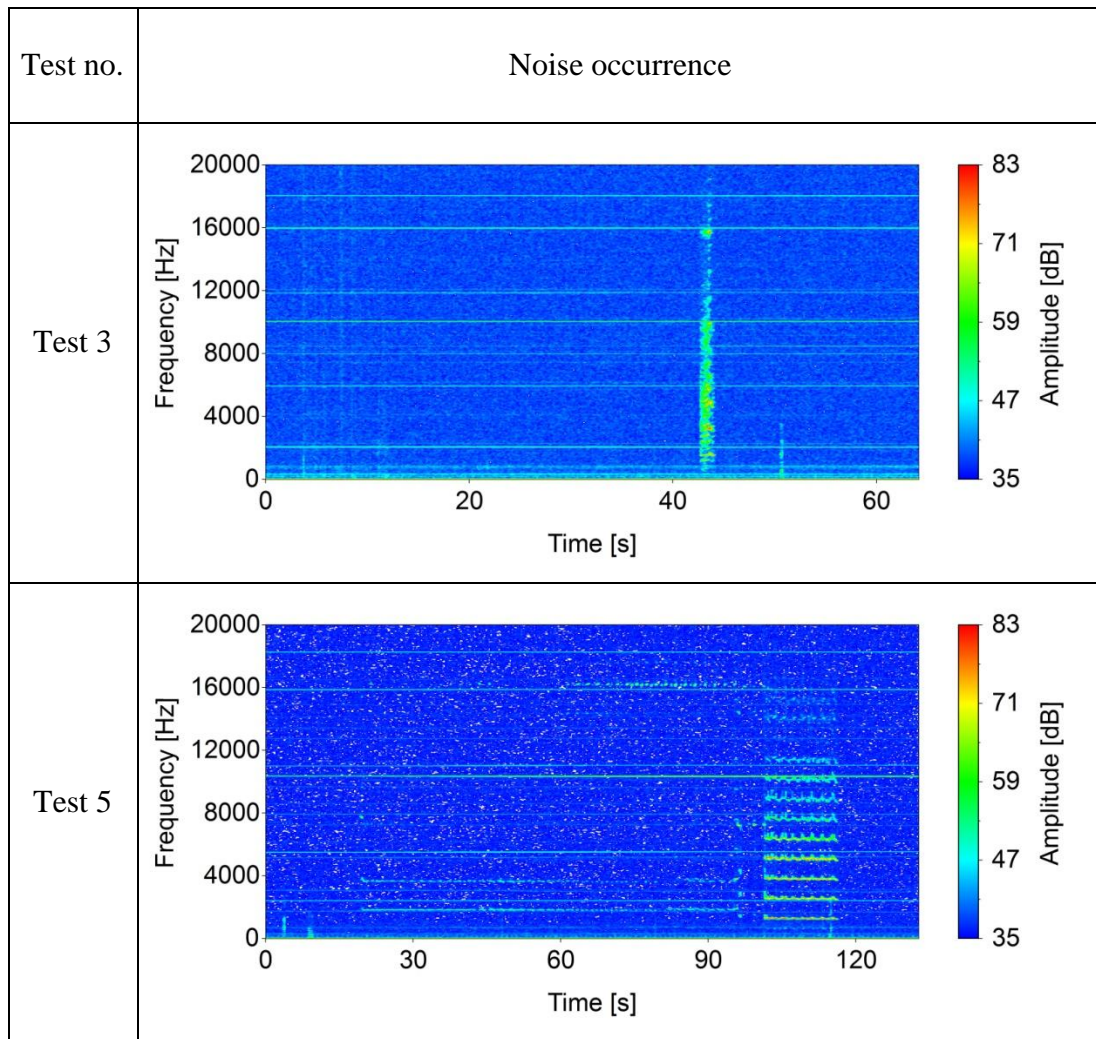 Test no.
Noise occurrence
Test 3
20000
16000
12000
8000
4000
0
Frequency [Hz]
0 20 40 60
Time [s]
83
71
59
47
35
Amplitude [dB]
Test 5
20000
16000
12000
8000
4000
0
Frequency [Hz]
0 30 60 90 120
Time [s]
83
71
59
47
35
Amplitude [dB]